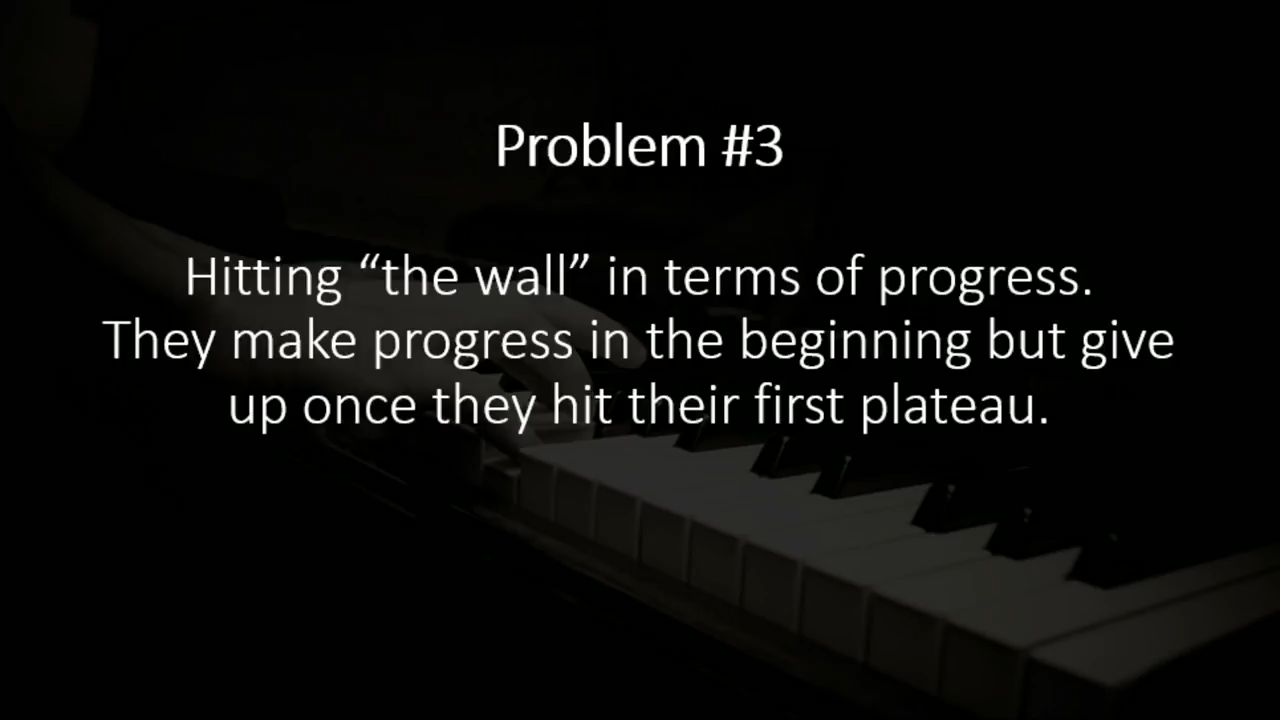 Problem #3
Hitting “the wall” in terms of progress.
They make progress in the beginning but give
up once they hit their first plateau.